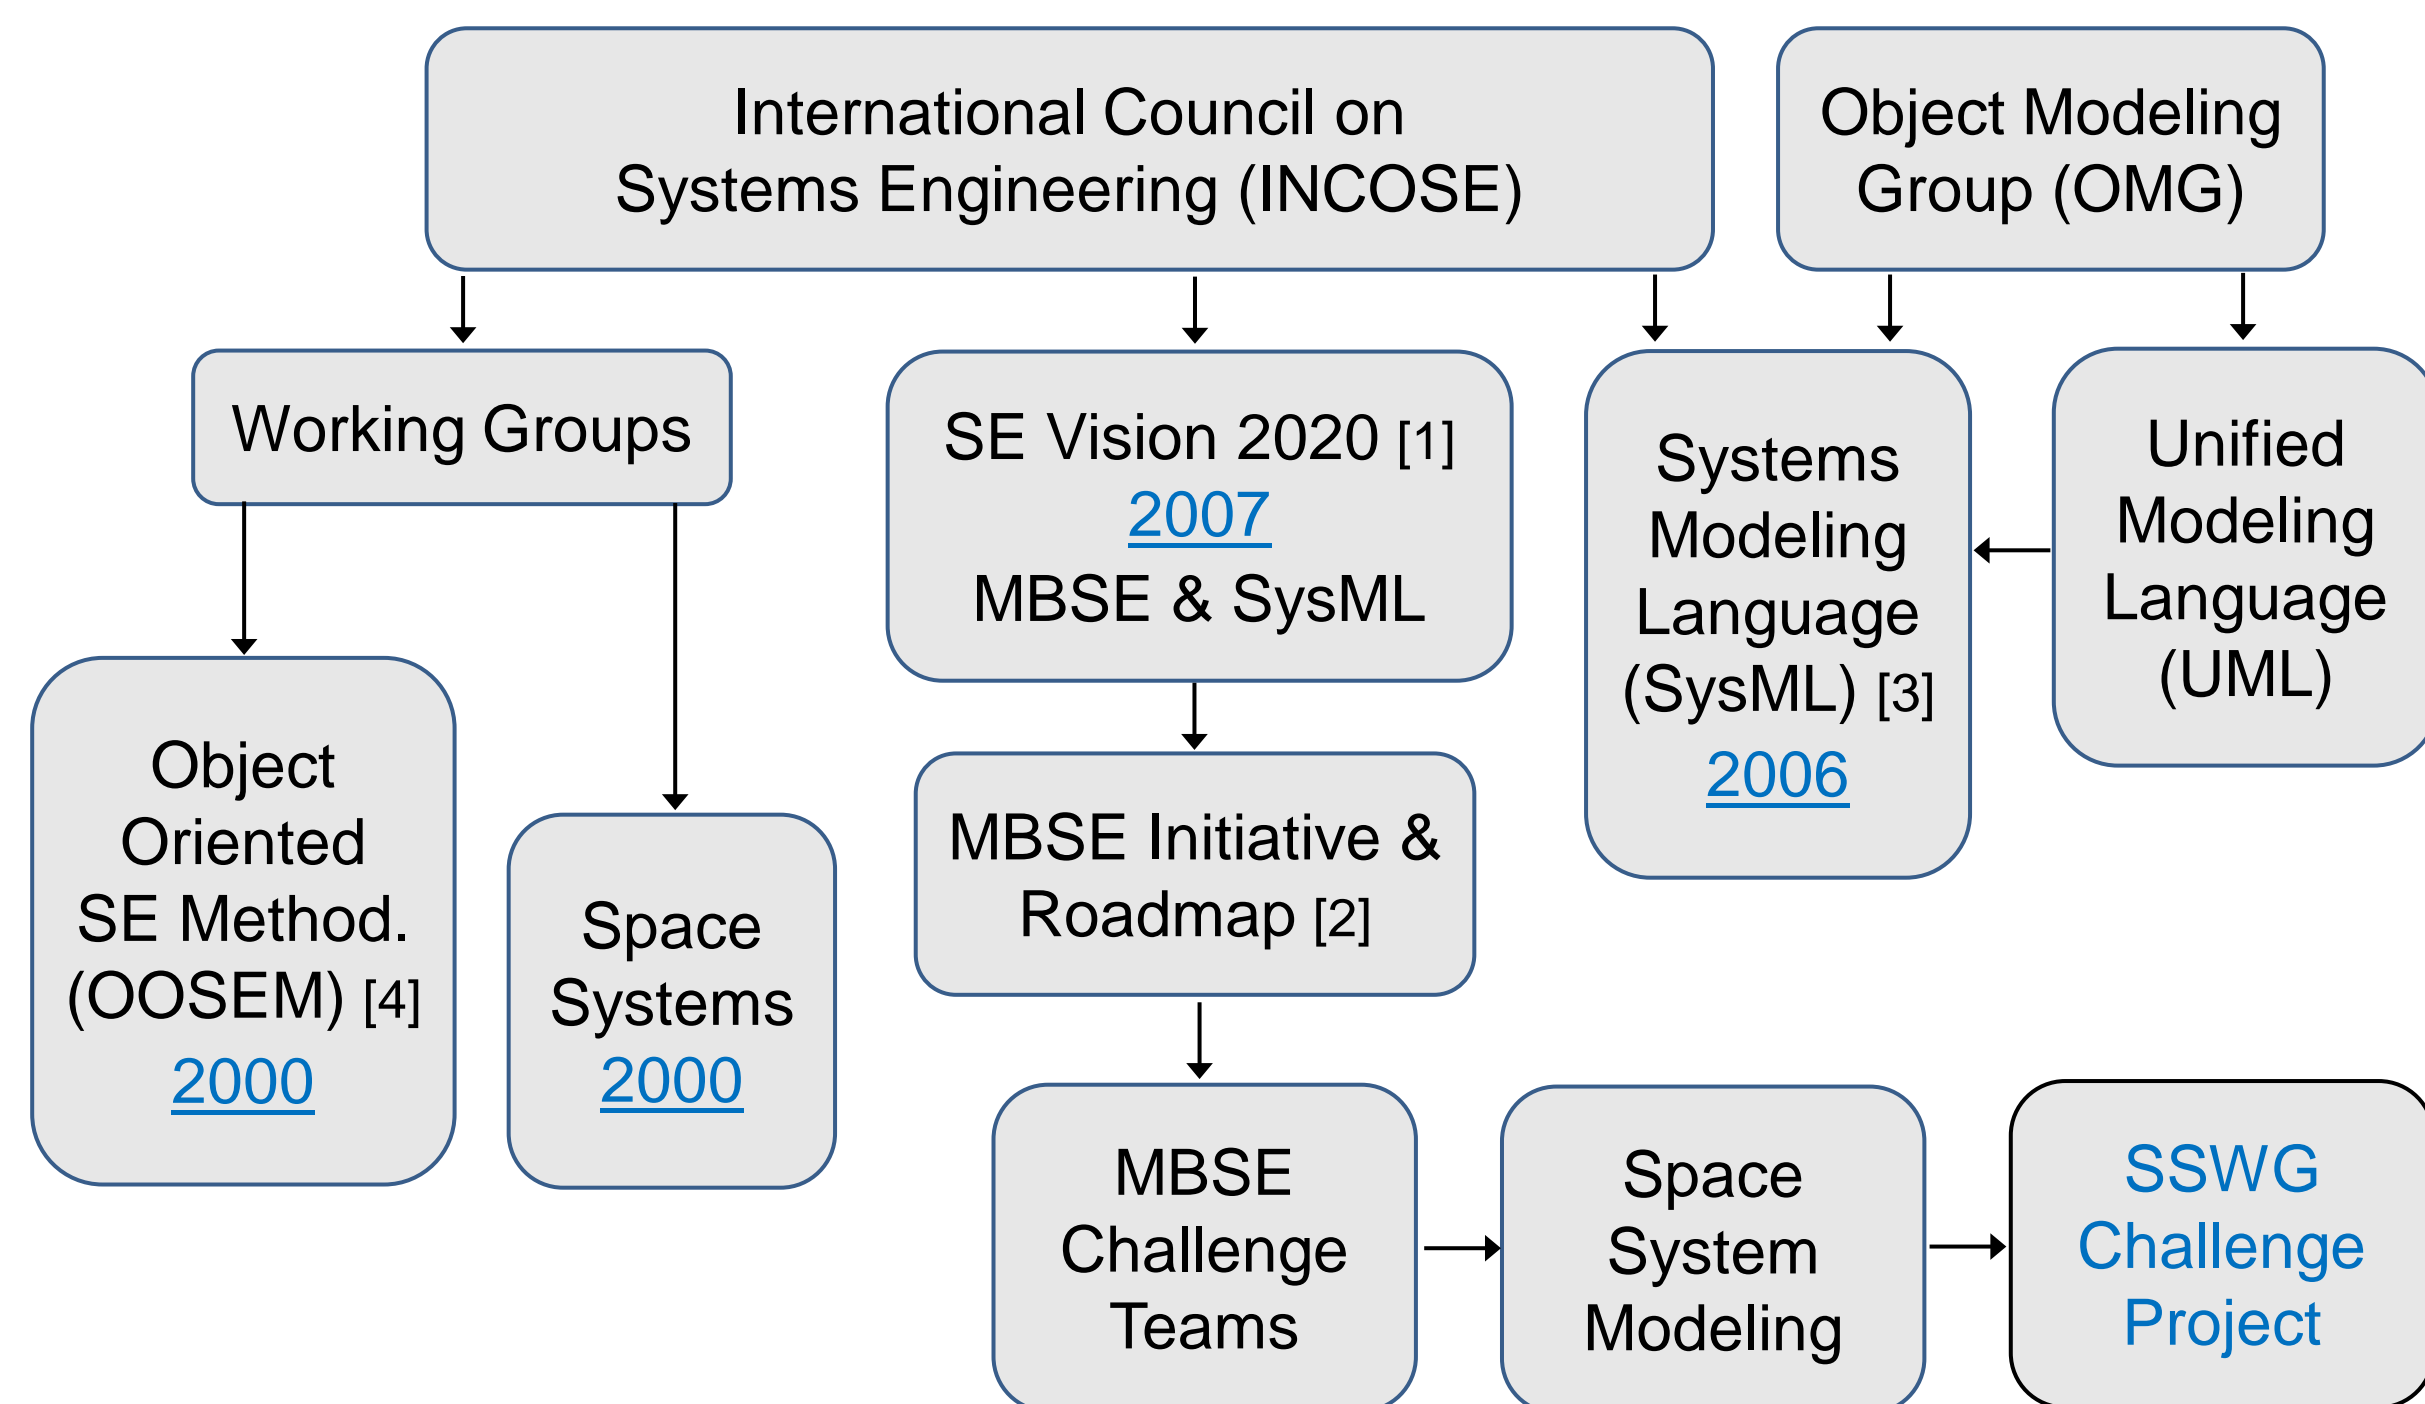 International Council on
Systems Engineering (INCOSE)
Object Modeling
Group (OMG)
Working Groups
SE Vision 2020 [1]
2007
MBSE & SysML
Systems
Modeling
Language
(SysML) [3]
2006
Unified
Modeling
Language
(UML)
Object
Oriented
SE Method.
(OOSEM) [4]
2000
Space
Systems
2000
MBSE Initiative &
Roadmap [2]
MBSE
Challenge
Teams
Space
System
Modeling
SSWG
Challenge
Project